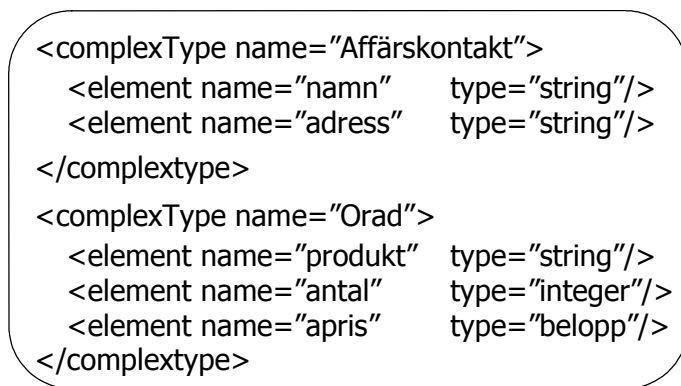 <complexType name=”Affärskontakt”>
<element name=”namn” type=”string”/>
<element name=”adress” type=”string”/>
</complextype>
<complexType name=”Orad”>
<element name=”produkt” type=”string”/>
<element name=”antal” type=”integer”/>
<element name=”apris” type=”belopp”/>
</complextype>